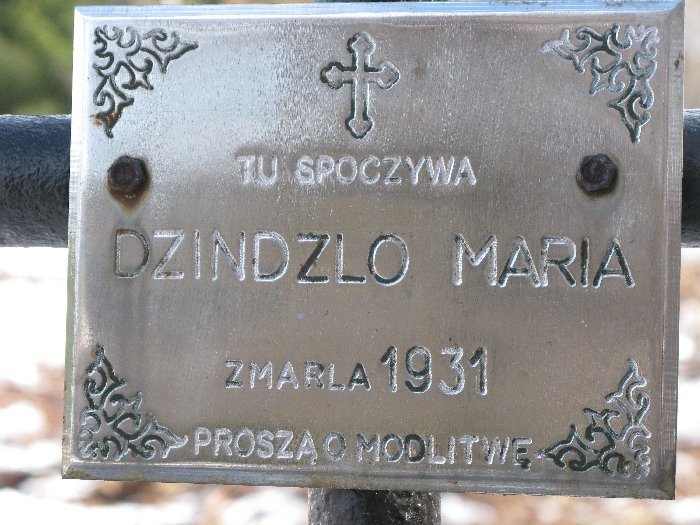 TU SPOCZYWA
DZINDZLO MARIA
ZMARLA 1931
PROSZĄ O MODLITWĘ